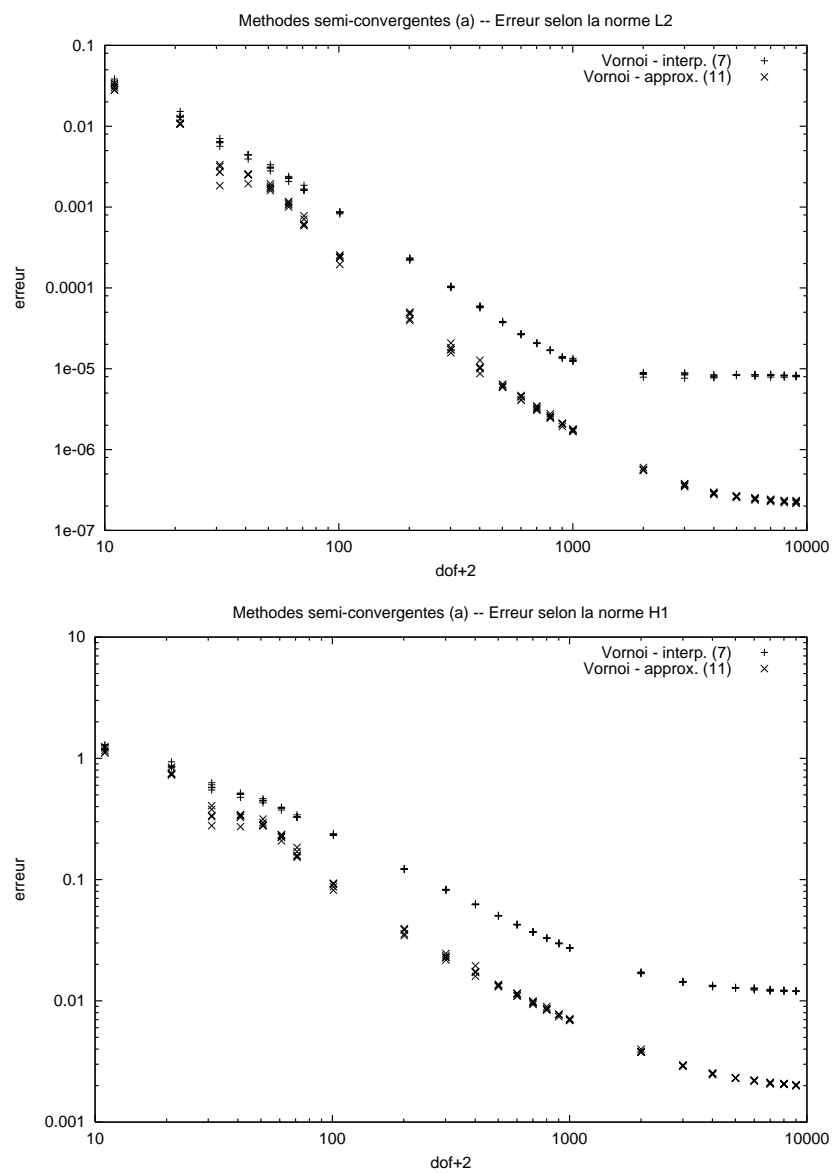 Methodes semi-convergentes (a) -- Erreur selon la norme L2
0.1
0.01
0.001
0.0001
1e-05
1e-06
1e-07
erreur
Vornoi - interp. (7)
Vornoi - approx. (11)
10 100 1000 10000
dof+2
Methodes semi-convergentes (a) -- Erreur selon la norme H1
10
1
0.1
0.01
0.001
erreur
Vornoi - interp. (7)
Vornoi - approx. (11)
10 100 1000 10000
dof+2